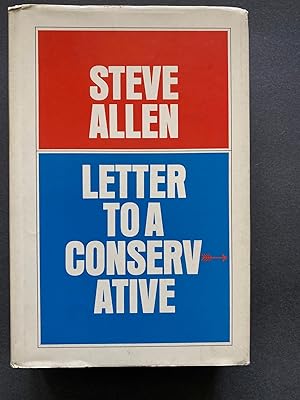 STEVE
ALLEN
LETTER
TO A
CONSERV
ATIVE